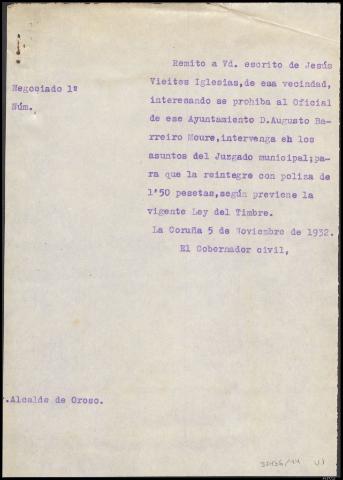 Remito a Vd. escrito de Jesús
Negociado 1º
Vieites Iglesias,de esa vecindad,
Núm.
interesando se prohiba al Oficial
de ese Ayuntamiento D.Augusto Ba-
rreiro Moure,intervenga eh los
asuntos del Juzgado municipal;pa-
ra que la reintegre con poliza de
1'50 pesetas,según previene la
vigente Ley del Timbre.
La Coruña 5 de Noviembre de 1932.
El Gobernador civil,
r.Alcalde de Oroso.